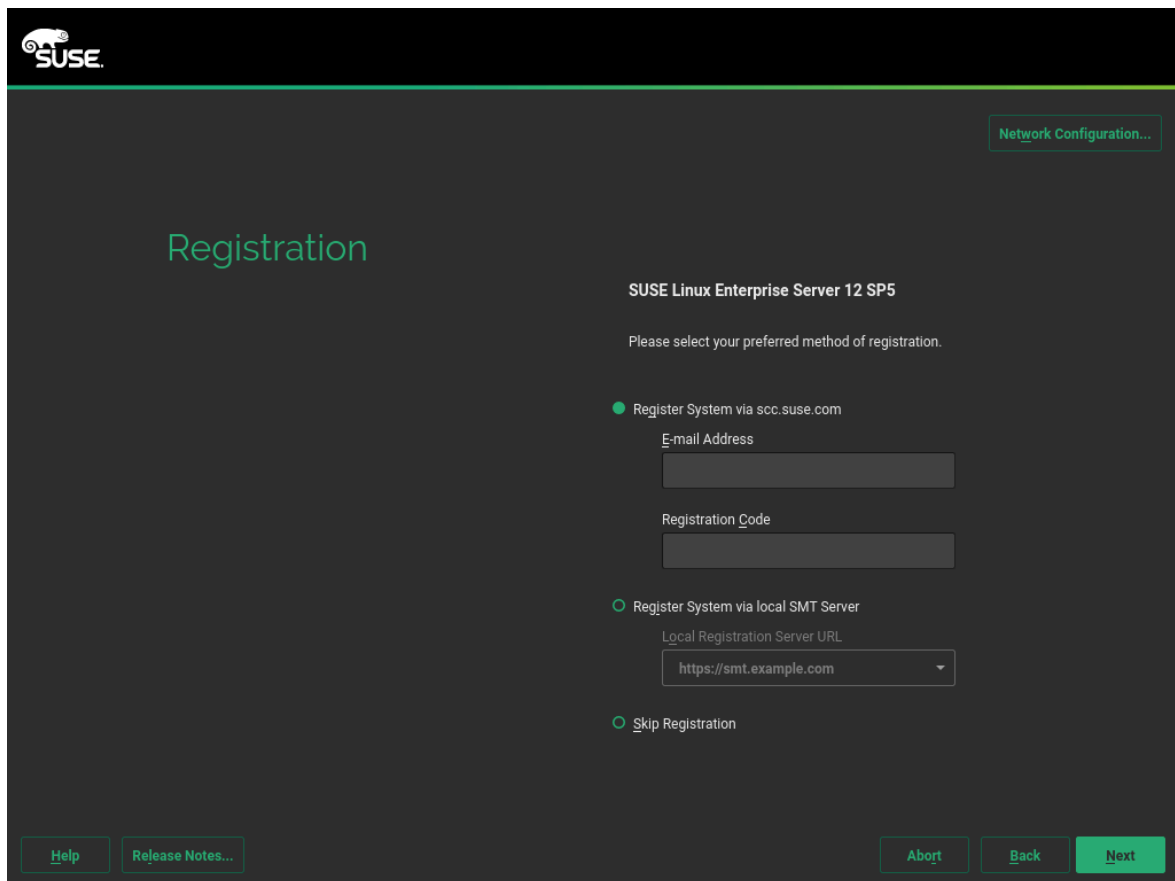 SUSE.
Network Configuration...
Registration
SUSE Linux Enterprise Server 12 SP5
Please select your preferred method of registration.
Register System via scc.suse.com
E-mail Address
Registration Code
Register System via local SMT Server
Local Registration Server URL
https://smt.example.com
Skip Registration
Help
Release Notes...
Abort
Back
Next